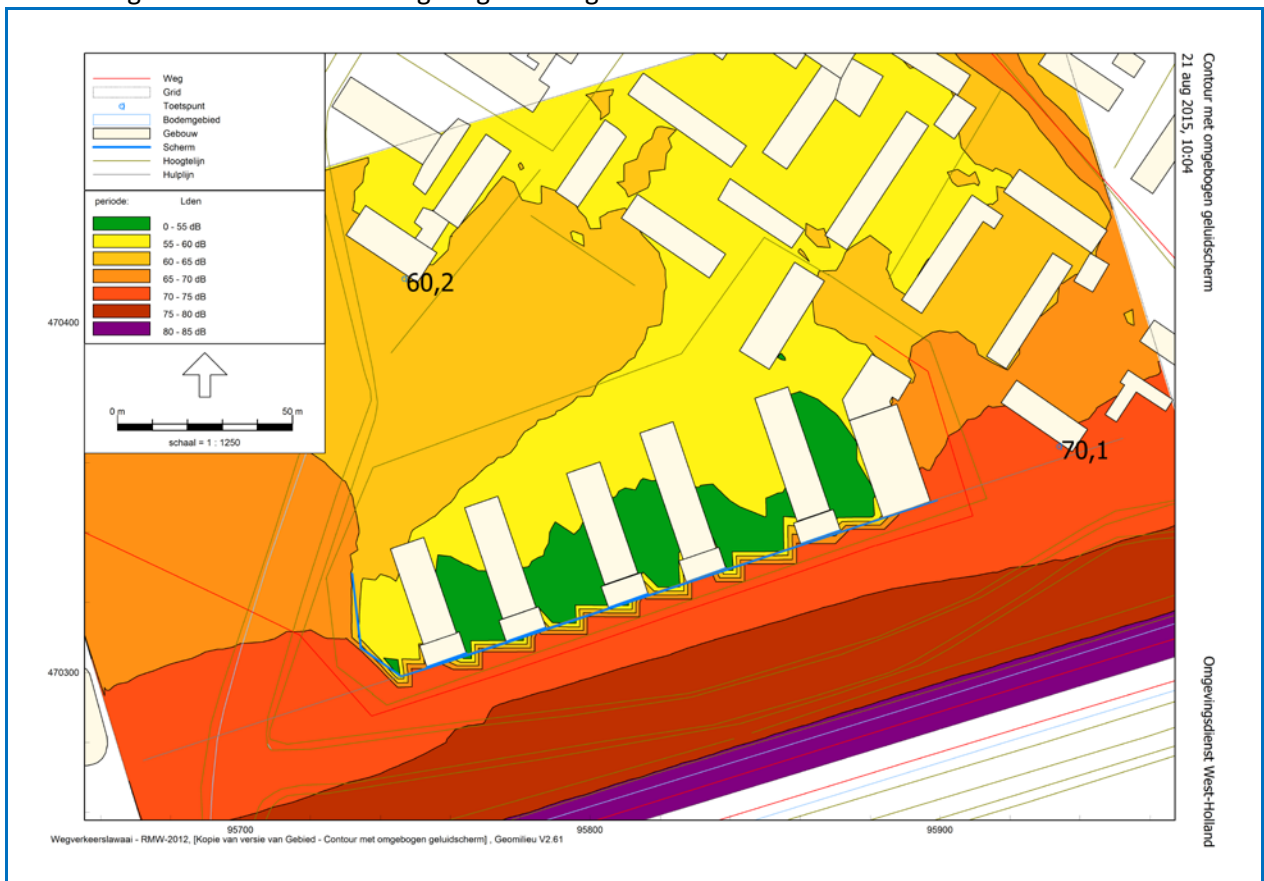 Weg
Grid
Toetspunt
Bodemgebied
Gebouw
Scherm
Hoogtelijn
Hulplijn
periode: Lden
0 - 55 dB
55 - 60 dB
60 - 65 dB
65 - 70 dB
70 - 75 dB
75 - 80 dB
80 - 85 dB
0 m 50 m
schaal = 1 : 1250
60,2
70,1
470400
470300
95700 95800 95900
Wegverkeerslawaai - RMW-2012, [Kopie van versie van Gebied - Contour met omgebogen geluidscherm] , Geomilieu V2.61
Contour met omgebogen geluidscherm
21 aug 2015, 10:04
Omgevingsdienst West-Holland